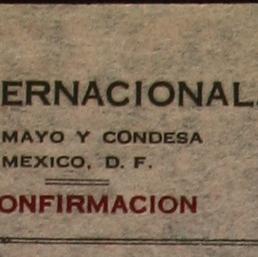 ERNACIONAL.
MAYO Y CONDESA
MEXICO, D. F.
ONFIRMACION